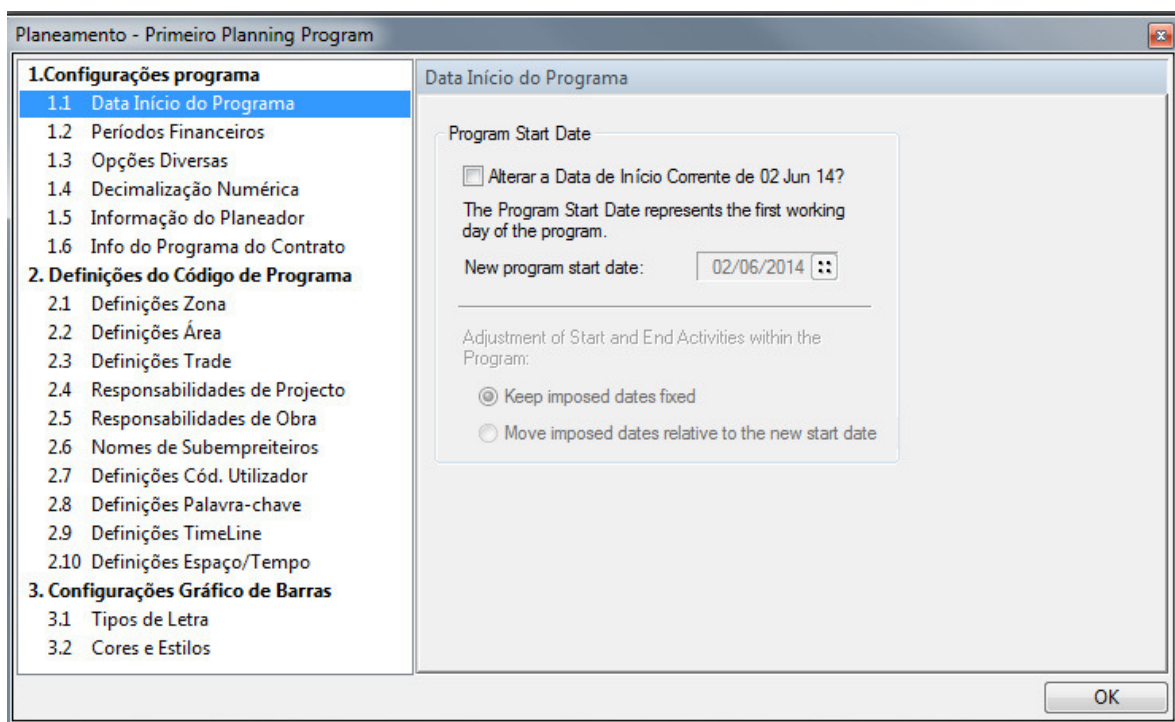 Planeamento - Primeiro Planning Program
1.Configurações programa
1.1 Data Início do Programa
1.2 Períodos Financeiros
1.3 Opções Diversas
1.4 Decimalização Numérica
1.5 Informação do Planeador
1.6 Info do Programa do Contrato
2. Definições do Código de Programa
2.1 Definições Zona
2.2 Definições Área
2.3 Definições Trade
2.4 Responsabilidades de Projecto
2.5 Responsabilidades de Obra
2.6 Nomes de Subempreiteiros
2.7 Definições Cód. Utilizador
2.8 Definições Palavra-chave
2.9 Definições TimeLine
2.10 Definições Espaço/Tempo
3. Configurações Gráfico de Barras
3.1 Tipos de Letra
3.2 Cores e Estilos
Data Início do Programa
Program Start Date
Alterar a Data de Início Corrente de 02 Jun 14?
The Program Start Date represents the first working
day of the program.
New program start date: 02/06/2014
Adjustment of Start and End Activities within the
Program:
Keep imposed dates fixed
Move imposed dates relative to the new start date
OK